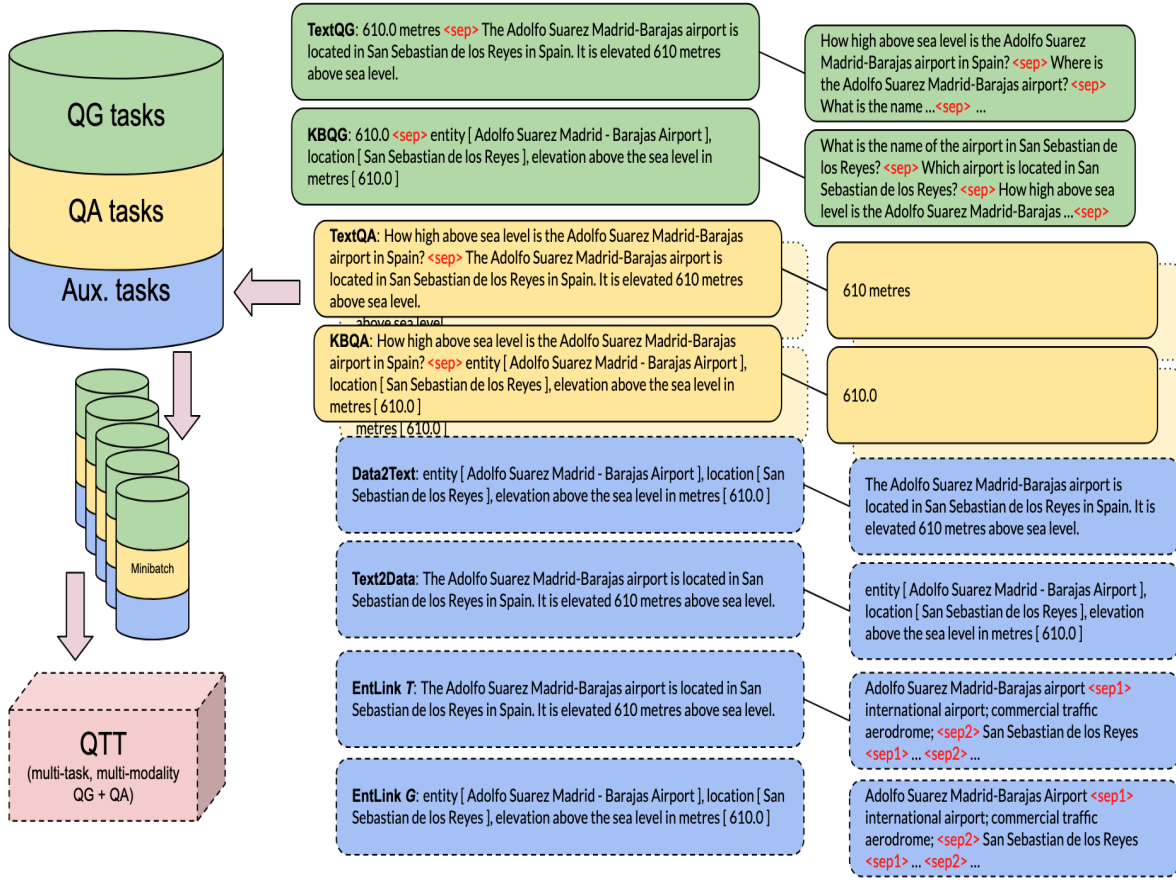 QG tasks
QA tasks
Aux. tasks
Minibatch
QTT
(multi-task, multi-modality
QG + QA)
TextQG: 610.0 metres <sep> The Adolfo Suarez Madrid-Barajas airport is
located in San Sebastian de los Reyes in Spain. It is elevated 610 metres
above sea level.
How high above sea level is the Adolfo Suarez
Madrid-Barajas airport in Spain? <sep> Where is
the Adolfo Suarez Madrid-Barajas airport? <sep>
What is the name ...<sep> ...
KBQG: 610.0 <sep> entity [ Adolfo Suarez Madrid - Barajas Airport ],
location [ San Sebastian de los Reyes ], elevation above the sea level in
metres [ 610.0 ]
What is the name of the airport in San Sebastian de
los Reyes? <sep> Which airport is located in San
Sebastian de los Reyes? <sep> How high above sea
level is the Adolfo Suarez Madrid-Barajas ...<sep>
TextQA: How high above sea level is the Adolfo Suarez Madrid-Barajas
airport in Spain? <sep> The Adolfo Suarez Madrid-Barajas airport is
located in San Sebastian de los Reyes in Spain. It is elevated 610 metres
above sea level.
above sea level
610 metres
KBQA: How high above sea level is the Adolfo Suarez Madrid-Barajas
airport in Spain? <sep> entity [ Adolfo Suarez Madrid - Barajas Airport ],
location [ San Sebastian de los Reyes ], elevation above the sea level in
metres [ 610.0 ]
metres [ 610.0 ]
610.0
Data2Text: entity [ Adolfo Suarez Madrid - Barajas Airport ], location [ San
Sebastian de los Reyes ], elevation above the sea level in metres [ 610.0 ]
The Adolfo Suarez Madrid-Barajas airport is
located in San Sebastian de los Reyes in Spain. It is
elevated 610 metres above sea level.
Text2Data: The Adolfo Suarez Madrid-Barajas airport is located in San
Sebastian de los Reyes in Spain. It is elevated 610 metres above sea level.
entity [ Adolfo Suarez Madrid - Barajas Airport ],
location [ San Sebastian de los Reyes ], elevation
above the sea level in metres [ 610.0 ]
EntLink T: The Adolfo Suarez Madrid-Barajas airport is located in San
Sebastian de los Reyes in Spain. It is elevated 610 metres above sea level.
Adolfo Suarez Madrid-Barajas airport <sep1>
international airport; commercial traffic
aerodrome; <sep2> San Sebastian de los Reyes
<sep1> ... <sep2> ...
EntLink G: entity [ Adolfo Suarez Madrid - Barajas Airport ], location [ San
Sebastian de los Reyes ], elevation above the sea level in metres [ 610.0 ]
Adolfo Suarez Madrid-Barajas Airport <sep1>
international airport; commercial traffic
aerodrome; <sep2> San Sebastian de los Reyes
<sep1> ... <sep2> ...